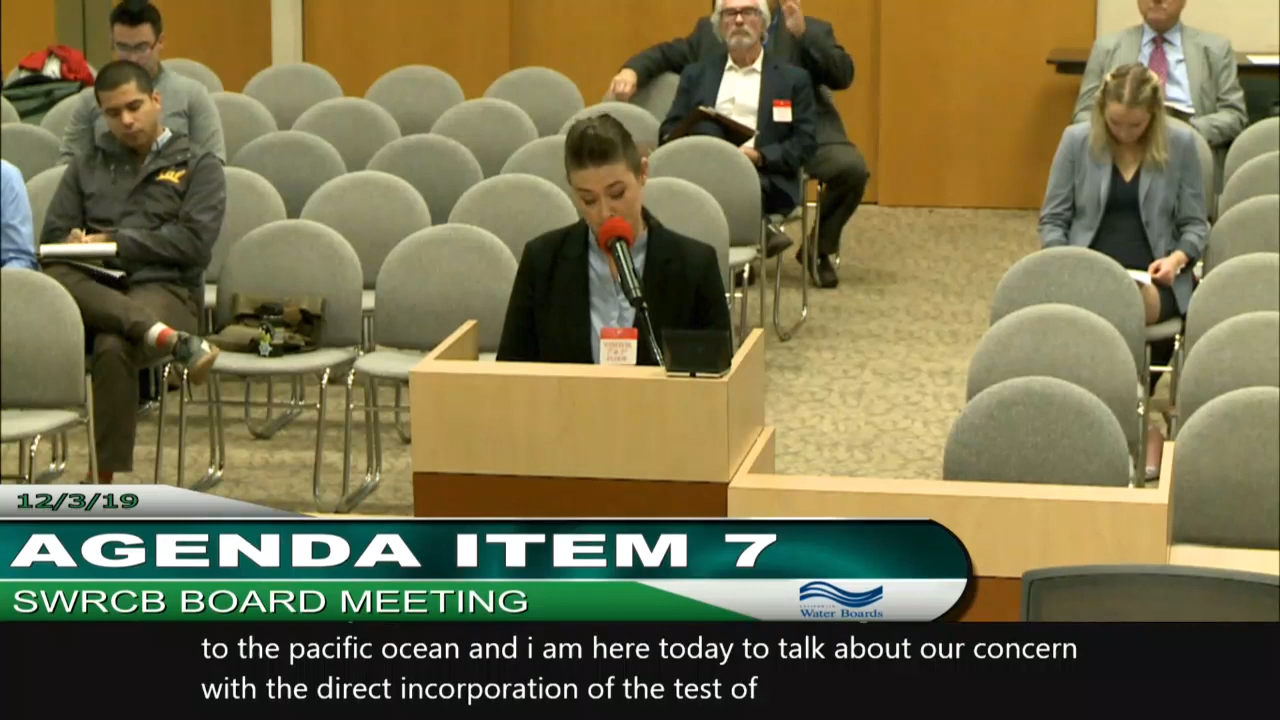 12/3/19
AGENDA ITEM 7
SWRCB BOARD MEETING
CALIFORNIA
Water Boards
to the pacific ocean and i am here today to talk about our concern
with the direct incorporation of the test of